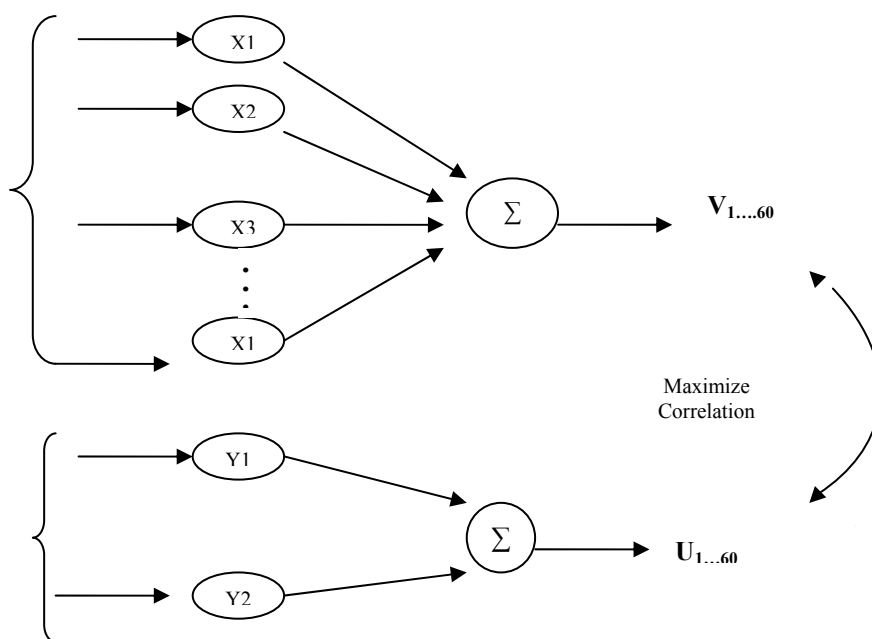 X1
X2
X3
X1
Σ
V1….60
Maximize
Correlation
Y1
Y2
Σ
U1…60